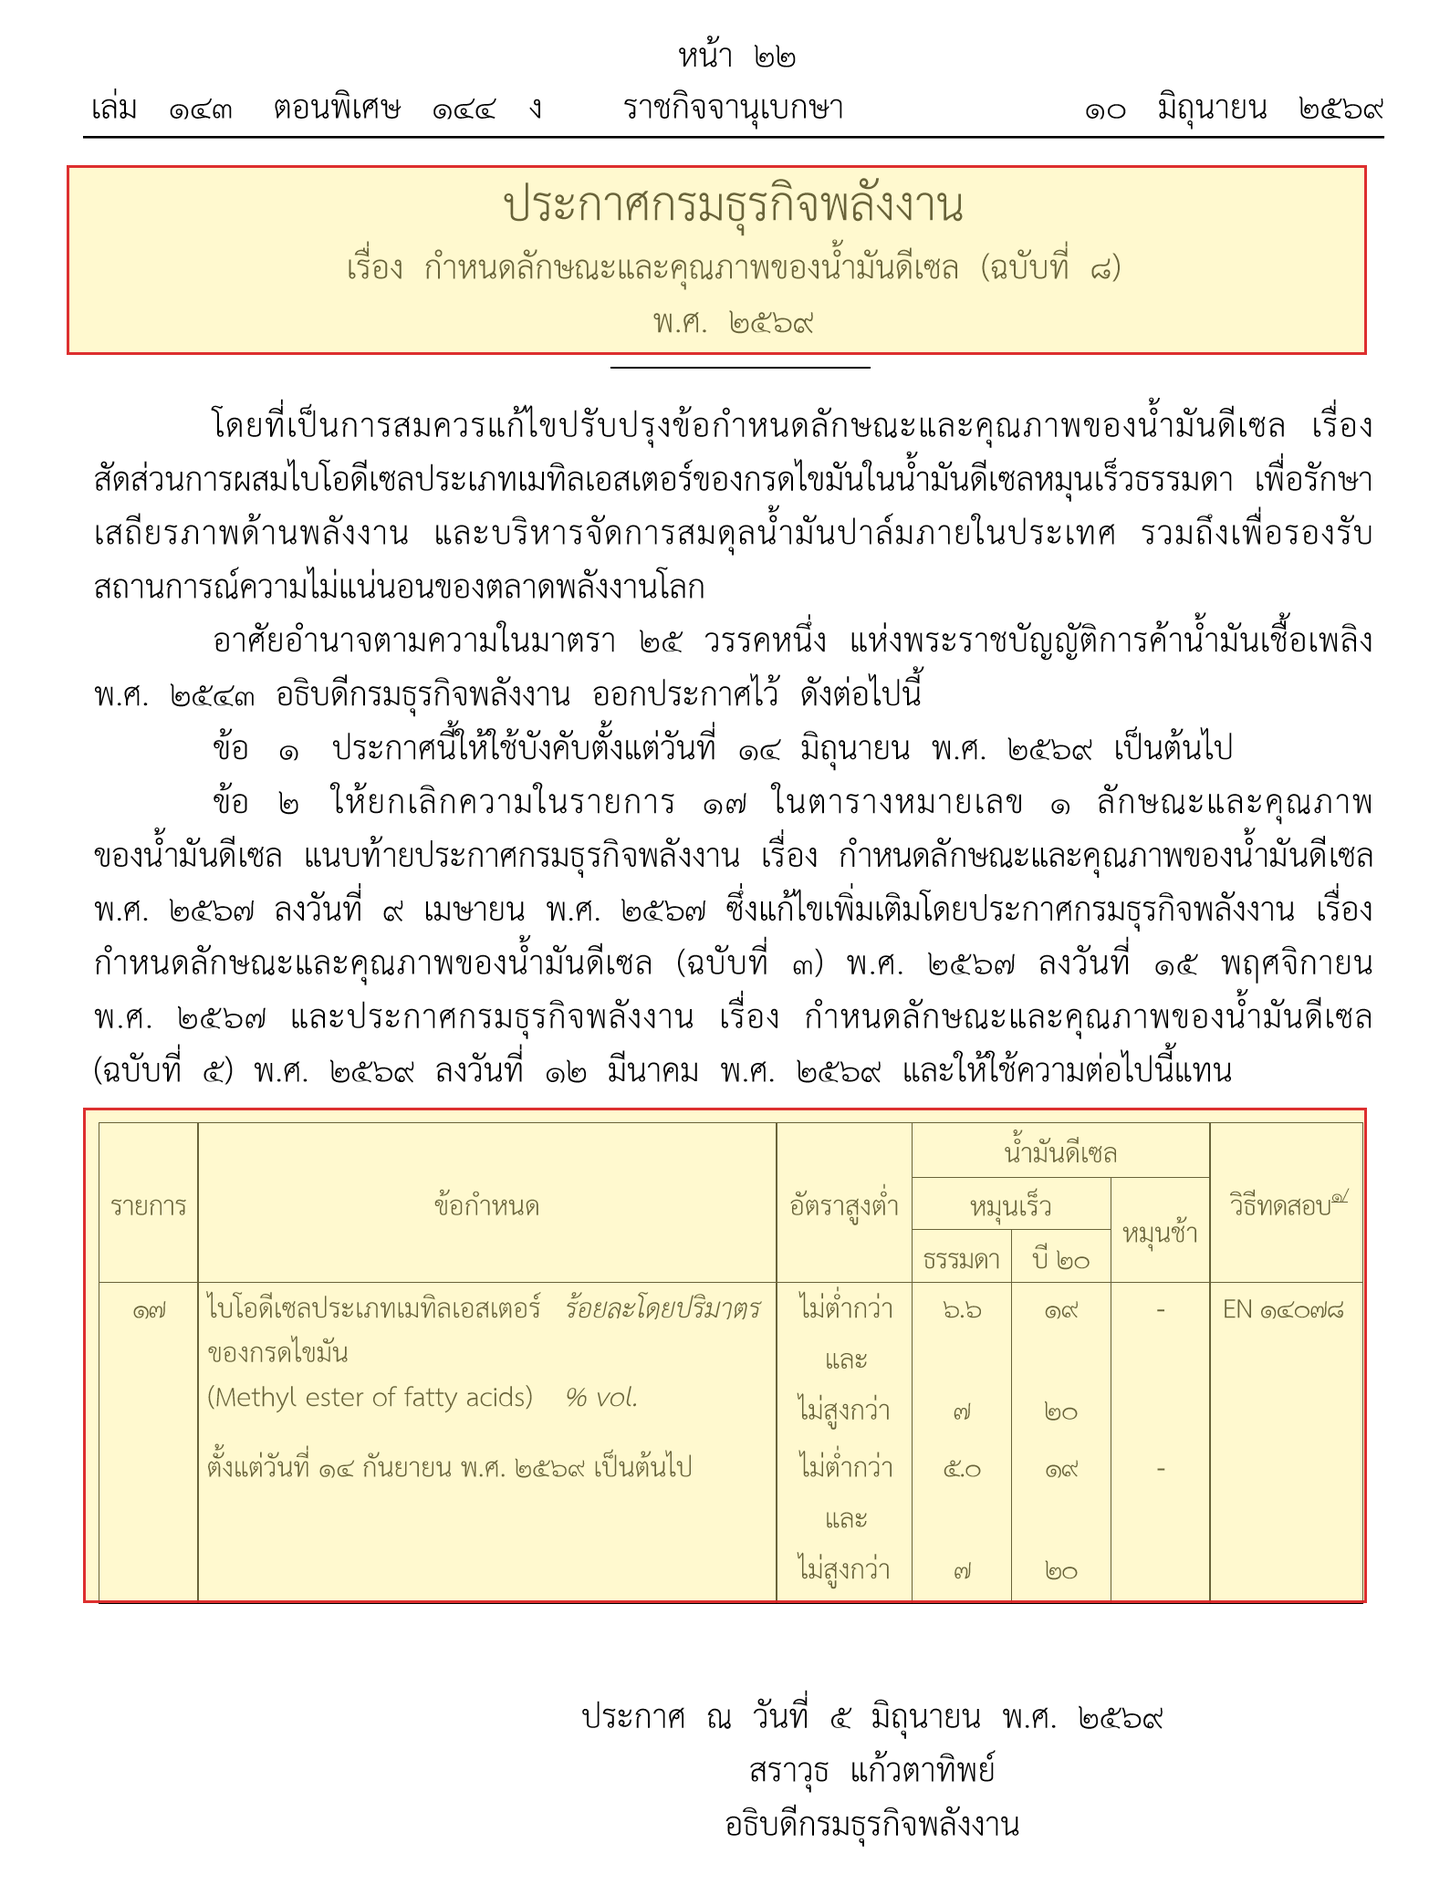 หน้า ๒๒
เล่ม ๑๔๓ ตอนพิเศษ ๑๔๔ ง ราชกิจจานุเบกษา ๑๐ มิถุนายน ๒๕๖๙
ประกาศกรมธุรกิจพลังงาน
เรื่อง กำหนดลักษณะและคุณภาพของน้ำมันดีเซล (ฉบับที่ ๘)
พ.ศ. ๒๕๖๙
โดยที่เป็นการสมควรแก้ไขปรับปรุงข้อกำหนดลักษณะและคุณภาพของน้ำมันดีเซล เรื่อง
สัดส่วนการผสมไบโอดีเซลประเภทเมทิลเอสเตอร์ของกรดไขมันในน้ำมันดีเซลหมุนเร็วธรรมดา เพื่อรักษา
เสถียรภาพด้านพลังงาน และบริหารจัดการสมดุลน้ำมันปาล์มภายในประเทศ รวมถึงเพื่อรองรับ
สถานการณ์ความไม่แน่นอนของตลาดพลังงานโลก
อาศัยอำนาจตามความในมาตรา ๒๕ วรรคหนึ่ง แห่งพระราชบัญญัติการค้าน้ำมันเชื้อเพลิง
พ.ศ. ๒๕๔๓ อธิบดีกรมธุรกิจพลังงาน ออกประกาศไว้ ดังต่อไปนี้
ข้อ ๑ ประกาศนี้ให้ใช้บังคับตั้งแต่วันที่ ๑๔ มิถุนายน พ.ศ. ๒๕๖๙ เป็นต้นไป
ข้อ ๒ ให้ยกเลิกความในรายการ ๑๗ ในตารางหมายเลข ๑ ลักษณะและคุณภาพ
ของน้ำมันดีเซล แนบท้ายประกาศกรมธุรกิจพลังงาน เรื่อง กำหนดลักษณะและคุณภาพของน้ำมันดีเซล
พ.ศ. ๒๕๖๗ ลงวันที่ ๙ เมษายน พ.ศ. ๒๕๖๗ ซึ่งแก้ไขเพิ่มเติมโดยประกาศกรมธุรกิจพลังงาน เรื่อง
กำหนดลักษณะและคุณภาพของน้ำมันดีเซล (ฉบับที่ ๓) พ.ศ. ๒๕๖๗ ลงวันที่ ๑๕ พฤศจิกายน
พ.ศ. ๒๕๖๗ และประกาศกรมธุรกิจพลังงาน เรื่อง กำหนดลักษณะและคุณภาพของน้ำมันดีเซล
(ฉบับที่ ๕) พ.ศ. ๒๕๖๙ ลงวันที่ ๑๒ มีนาคม พ.ศ. ๒๕๖๙ และให้ใช้ความต่อไปนี้แทน
น้ำมันดีเซล
รายการ ข้อกำหนด อัตราสูงต่ำ หมุนเร็ว หมุนช้า วิธีทดสอบ๑/
ธรรมดา บี ๒๐
๑๗ ไบโอดีเซลประเภทเมทิลเอสเตอร์ ร้อยละโดยปริมาตร ไม่ต่ำกว่า ๖.๖ ๑๙ - EN ๑๔๐๗๘
ของกรดไขมัน และ
(Methyl ester of fatty acids) % vol. ไม่สูงกว่า ๗ ๒๐
ตั้งแต่วันที่ ๑๔ กันยายน พ.ศ. ๒๕๖๙ เป็นต้นไป ไม่ต่ำกว่า ๕.๐ ๑๙ -
และ
ไม่สูงกว่า ๗ ๒๐
ประกาศ ณ วันที่ ๕ มิถุนายน พ.ศ. ๒๕๖๙
สราวุธ แก้วตาทิพย์
อธิบดีกรมธุรกิจพลังงาน